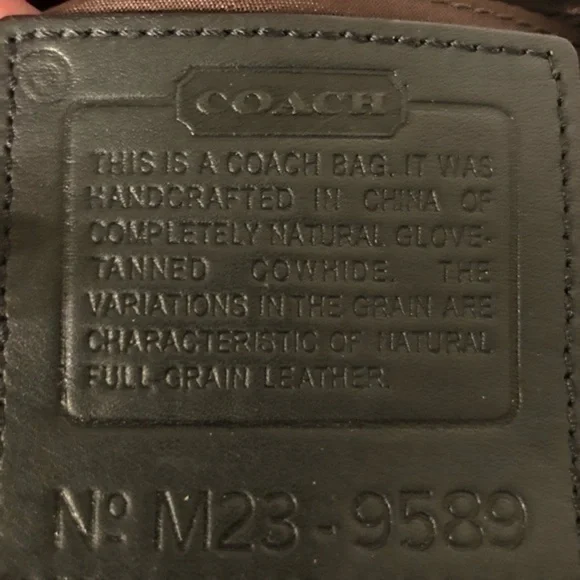 COACH
THIS IS A COACH BAG. IT WAS
HANDCRAFTED IN CHINA OF
COMPLETELY NATURAL GLOVE-
TANNED COWHIDE. THE
VARIATIONS IN THE GRAIN ARE
CHARACTERISTIC OF NATURAL
FULL GRAIN LEATHER.
Nº M23-9589